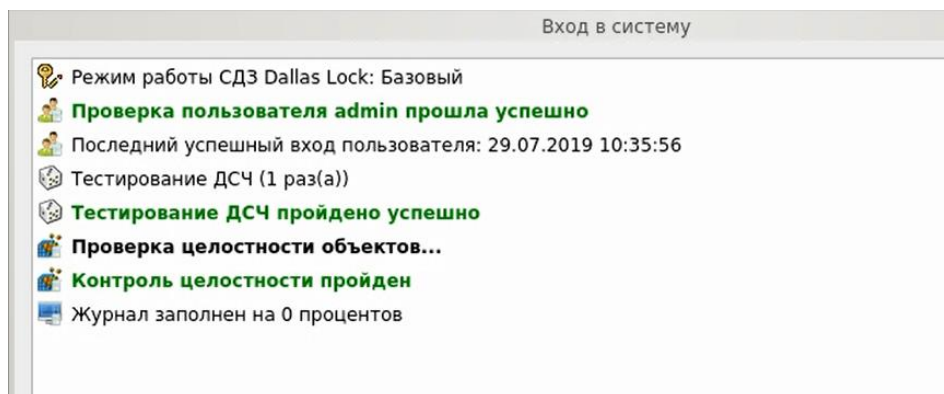 Вход в систему
Режим работы СДЗ Dallas Lock: Базовый
Проверка пользователя admin прошла успешно
Последний успешный вход пользователя: 29.07.2019 10:35:56
Тестирование ДСЧ (1 раз(а))
Тестирование ДСЧ пройдено успешно
Проверка целостности объектов...
Контроль целостности пройден
Журнал заполнен на 0 процентов